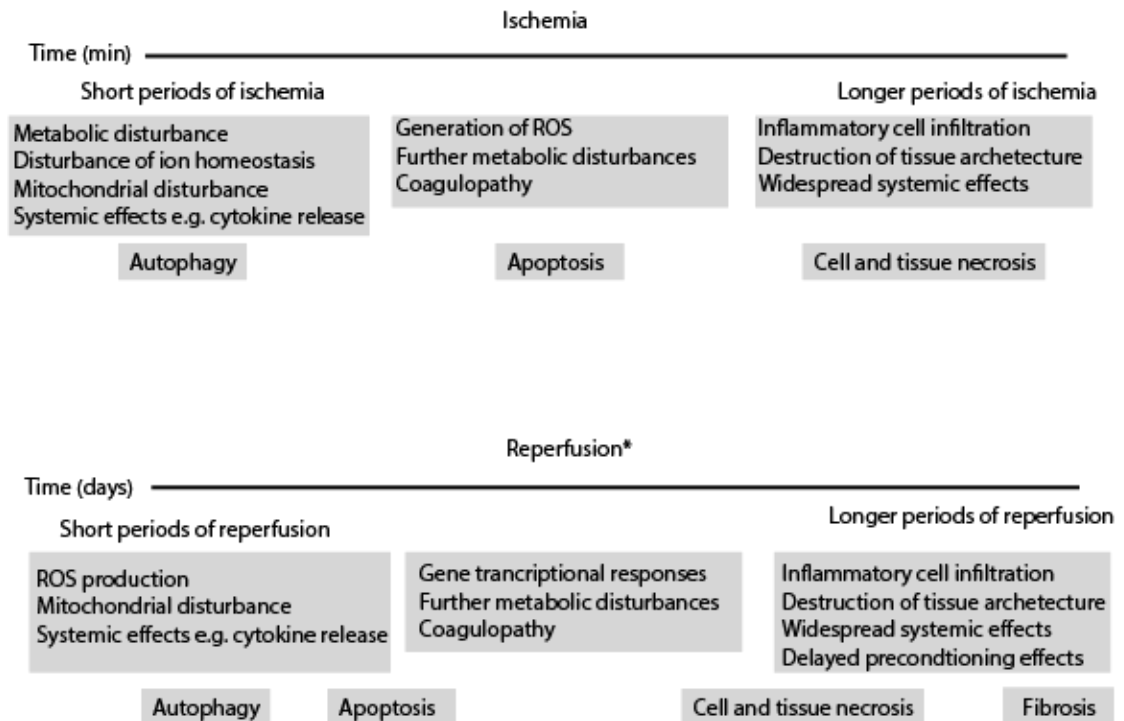 Ischemia
Time (min)
Short periods of ischemia
Longer periods of ischemia
Metabolic disturbance
Disturbance of ion homeostasis
Mitochondrial disturbance
Systemic effects e.g. cytokine release
Generation of ROS
Further metabolic disturbances
Coagulopathy
Inflammatory cell infiltration
Destruction of tissue archetecture
Widespread systemic effects
Autophagy
Apoptosis
Cell and tissue necrosis
Reperfusion*
Time (days)
Short periods of reperfusion
Longer periods of reperfusion
ROS production
Mitochondrial disturbance
Systemic effects e.g. cytokine release
Gene trancriptional responses
Further metabolic disturbances
Coagulopathy
Inflammatory cell infiltration
Destruction of tissue archetecture
Widespread systemic effects
Delayed precondtioning effects
Autophagy
Apoptosis
Cell and tissue necrosis
Fibrosis